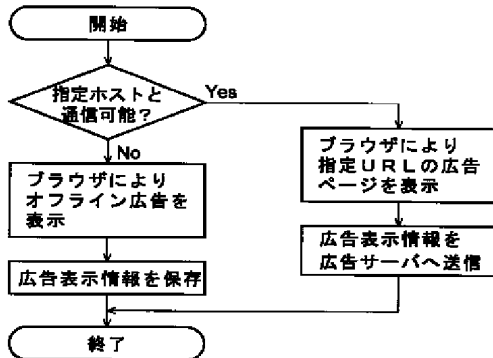 開始
指定ホストと
通信可能？
Yes
No
ブラウザにより
オフライン広告を
表示
広告表示情報を保存
ブラウザにより
指定ＵＲＬの広告
ページを表示
広告表示情報を
広告サーバへ送信
終了